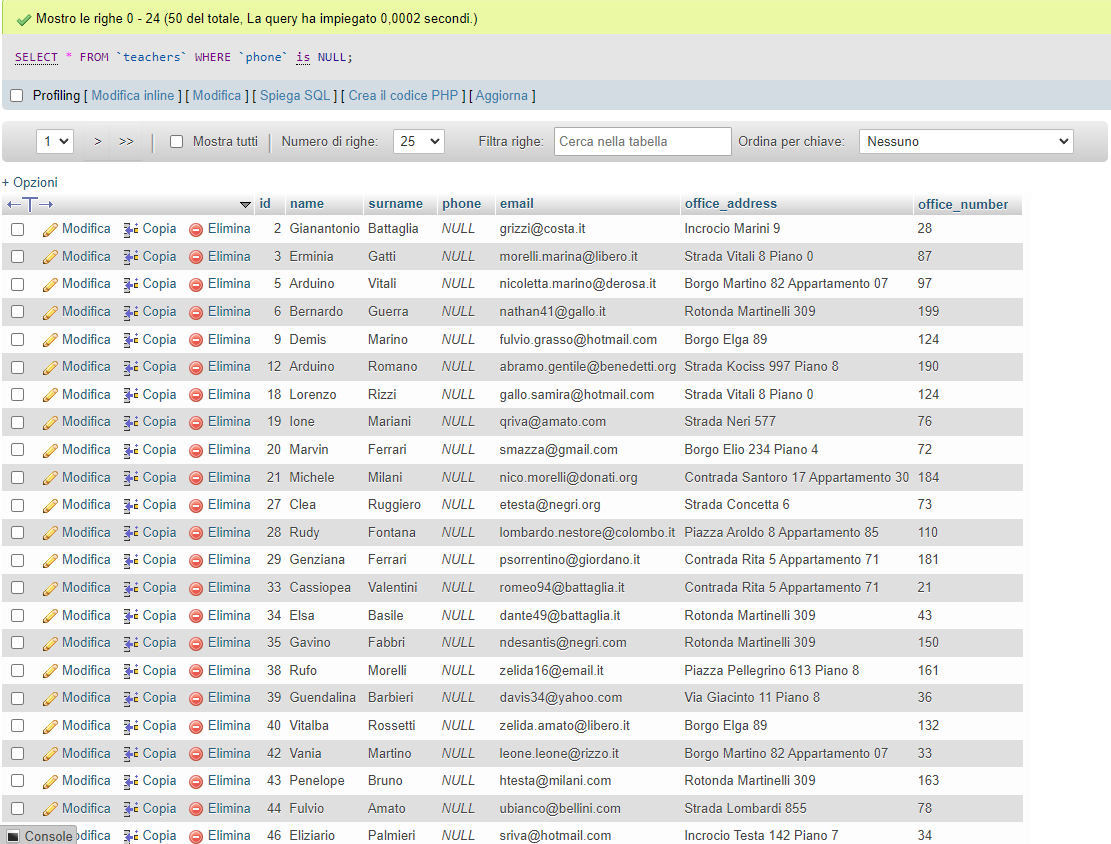 Mostro le righe 0 - 24 (50 del totale, La query ha impiegato 0,0002 secondi.)
SELECT * FROM `teachers` WHERE `phone` is NULL;
Profiling [ Modifica inline ] [ Modifica ] [ Spiega SQL ] [ Crea il codice PHP ] [ Aggiorna ]
1 > >> | Mostra tutti | Numero di righe: 25 Filtra righe: Cerca nella tabella Ordina per chiave: Nessuno
+ Opzioni
←T→ id name surname phone email office_address office_number
Modifica Copia Elimina 2 Gianantonio Battaglia NULL grizzi@costa.it Incrocio Marini 9 28
Modifica Copia Elimina 3 Erminia Gatti NULL morelli.marina@libero.it Strada Vitali 8 Piano 0 87
Modifica Copia Elimina 5 Arduino Vitali NULL nicoletta.marino@derosa.it Borgo Martino 82 Appartamento 07 97
Modifica Copia Elimina 6 Bernardo Guerra NULL nathan41@gallo.it Rotonda Martinelli 309 199
Modifica Copia Elimina 9 Demis Marino NULL fulvio.grasso@hotmail.com Borgo Elga 89 124
Modifica Copia Elimina 12 Arduino Romano NULL abramo.gentile@benedetti.org Strada Kociss 997 Piano 8 190
Modifica Copia Elimina 18 Lorenzo Rizzi NULL gallo.samira@hotmail.com Strada Vitali 8 Piano 0 124
Modifica Copia Elimina 19 Ione Mariani NULL qriva@amato.com Strada Neri 577 76
Modifica Copia Elimina 20 Marvin Ferrari NULL smazza@gmail.com Borgo Elio 234 Piano 4 72
Modifica Copia Elimina 21 Michele Milani NULL nico.morelli@donati.org Contrada Santoro 17 Appartamento 30 184
Modifica Copia Elimina 27 Clea Ruggiero NULL etesta@negri.org Strada Concetta 6 73
Modifica Copia Elimina 28 Rudy Fontana NULL lombardo.nestore@colombo.it Piazza Aroldo 8 Appartamento 85 110
Modifica Copia Elimina 29 Genziana Ferrari NULL psorrentino@giordano.it Contrada Rita 5 Appartamento 71 181
Modifica Copia Elimina 33 Cassiopea Valentini NULL romeo94@battaglia.it Contrada Rita 5 Appartamento 71 21
Modifica Copia Elimina 34 Elsa Basile NULL dante49@battaglia.it Rotonda Martinelli 309 43
Modifica Copia Elimina 35 Gavino Fabbri NULL ndesantis@negri.com Rotonda Martinelli 309 150
Modifica Copia Elimina 38 Rufo Morelli NULL zelida16@email.it Piazza Pellegrino 613 Piano 8 161
Modifica Copia Elimina 39 Guendalina Barbieri NULL davis34@yahoo.com Via Giacinto 11 Piano 8 36
Modifica Copia Elimina 40 Vitalba Rossetti NULL zelida.amato@libero.it Borgo Elga 89 132
Modifica Copia Elimina 42 Vania Martino NULL leone.leone@rizzo.it Borgo Martino 82 Appartamento 07 33
Modifica Copia Elimina 43 Penelope Bruno NULL htesta@milani.com Rotonda Martinelli 309 163
Modifica Copia Elimina 44 Fulvio Amato NULL ubianco@bellini.com Strada Lombardi 855 78
Console odifica Copia Elimina 46 Eliziario Palmieri NULL sriva@hotmail.com Incrocio Testa 142 Piano 7 34